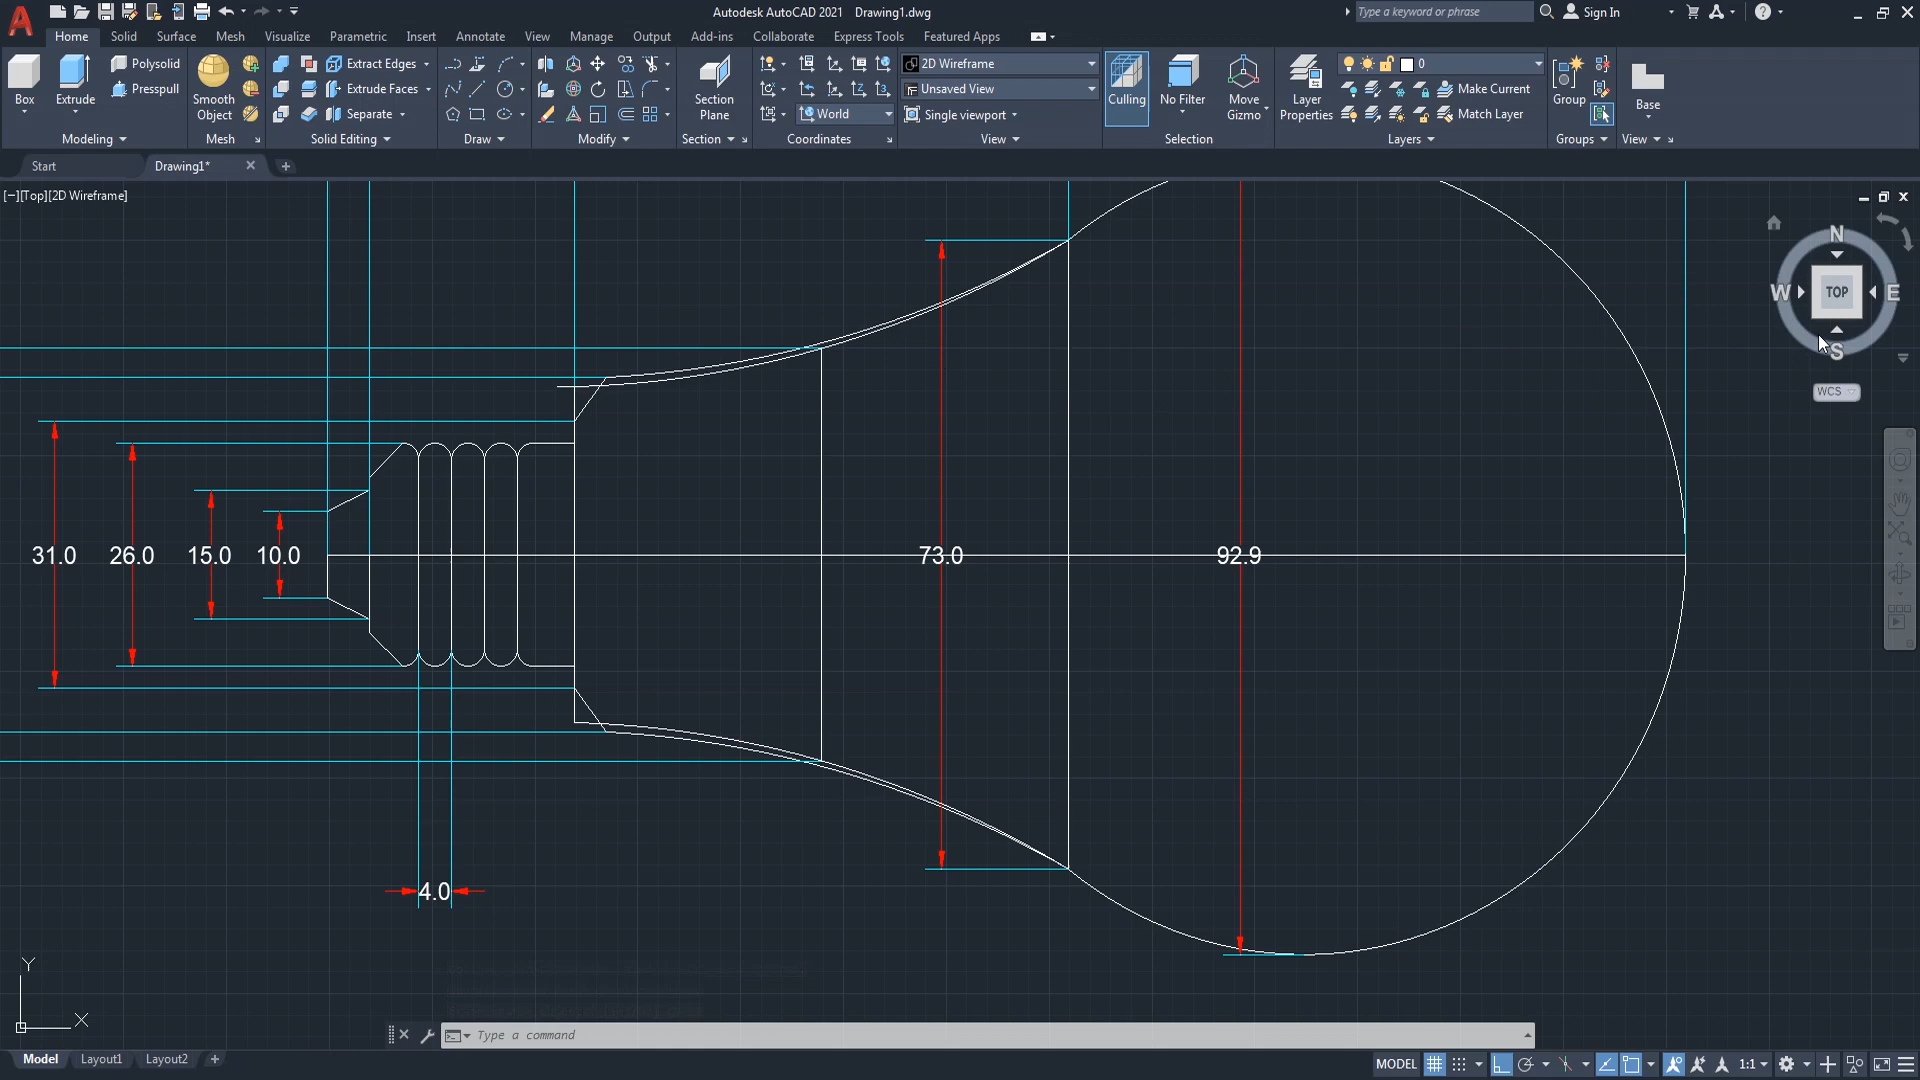 Autodesk AutoCAD 2021 Drawing1.dwg
Type a keyword or phrase
Sign In
Home Solid Surface Mesh Visualize Parametric Insert Annotate View Manage Output Add-ins Collaborate Express Tools Featured Apps
Box
Extrude
Polysolid
Presspull
Smooth Object
Extract Edges
Extrude Faces
Separate
Section Plane
World
2D Wireframe
Unsaved View
Single viewport
Culling
No Filter
Move Gizmo
Layer Properties
0
Make Current
Match Layer
Group
Base
Modeling Mesh Solid Editing Draw Modify Section Coordinates View Selection Layers Groups View
Start
Drawing1*
[−][Top][2D Wireframe]
N
W
TOP
E
S
WCS
31.0
26.0
15.0
10.0
73.0
92.9
4.0
Y
X
Type a command
Model Layout1 Layout2
MODEL
1:1